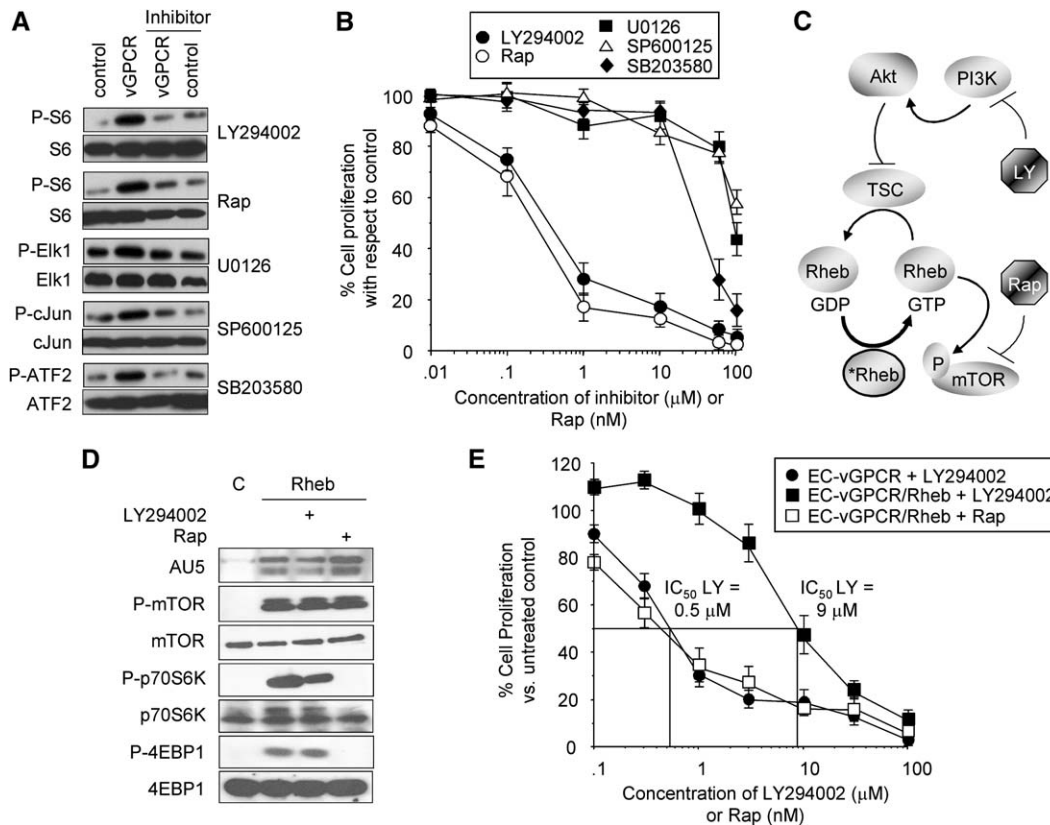 A
Inhibitor
control
vGPCR
vGPCR
control
P-S6
S6
LY294002
P-S6
S6
Rap
P-Elk1
Elk1
U0126
P-cJun
cJun
SP600125
P-ATF2
ATF2
SB203580
B
LY294002
Rap
U0126
SP600125
SB203580
% Cell proliferation
with respect to control
100
80
60
40
20
0
.01
.1
1
10
100
Concentration of inhibitor (μM) or
Rap (nM)
C
Akt
PI3K
LY
TSC
Rheb
GDP
Rheb
GTP
Rap
*Rheb
P
mTOR
D
C
Rheb
LY294002 +
Rap +
AU5
P-mTOR
mTOR
P-p70S6K
p70S6K
P-4EBP1
4EBP1
E
EC-vGPCR + LY294002
EC-vGPCR/Rheb + LY294002
EC-vGPCR/Rheb + Rap
% Cell Proliferation
vs. untreated control
120
100
80
60
40
20
0
IC50 LY =
0.5 μM
IC50 LY =
9 μM
.1
1
10
100
Concentration of LY294002 (μM)
or Rap (nM)